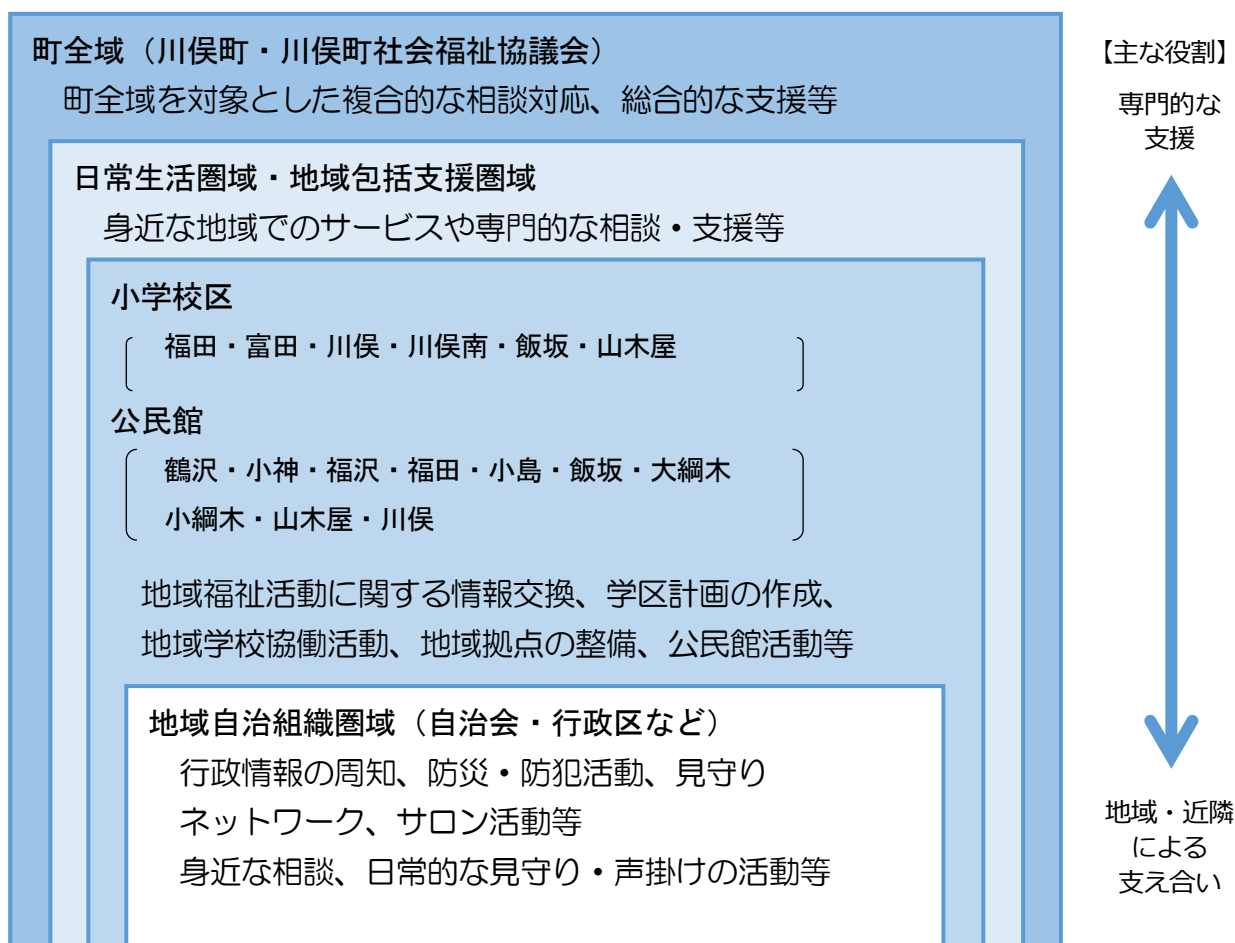 町全域（川俣町・川俣町社会福祉協議会）
町全域を対象とした複合的な相談対応、総合的な支援等
日常生活圏域・地域包括支援圏域
身近な地域でのサービスや専門的な相談・支援等
小学校区
福田・富田・川俣・川俣南・飯坂・山木屋
公民館
鶴沢・小神・福沢・福田・小島・飯坂・大綱木
小綱木・山木屋・川俣
地域福祉活動に関する情報交換、学区計画の作成、
地域学校協働活動、地域拠点の整備、公民館活動等
地域自治組織圏域（自治会・行政区など）
行政情報の周知、防災・防犯活動、見守り
ネットワーク、サロン活動等
身近な相談、日常的な見守り・声掛けの活動等
【主な役割】
専門的な
支援
地域・近隣
による
支え合い